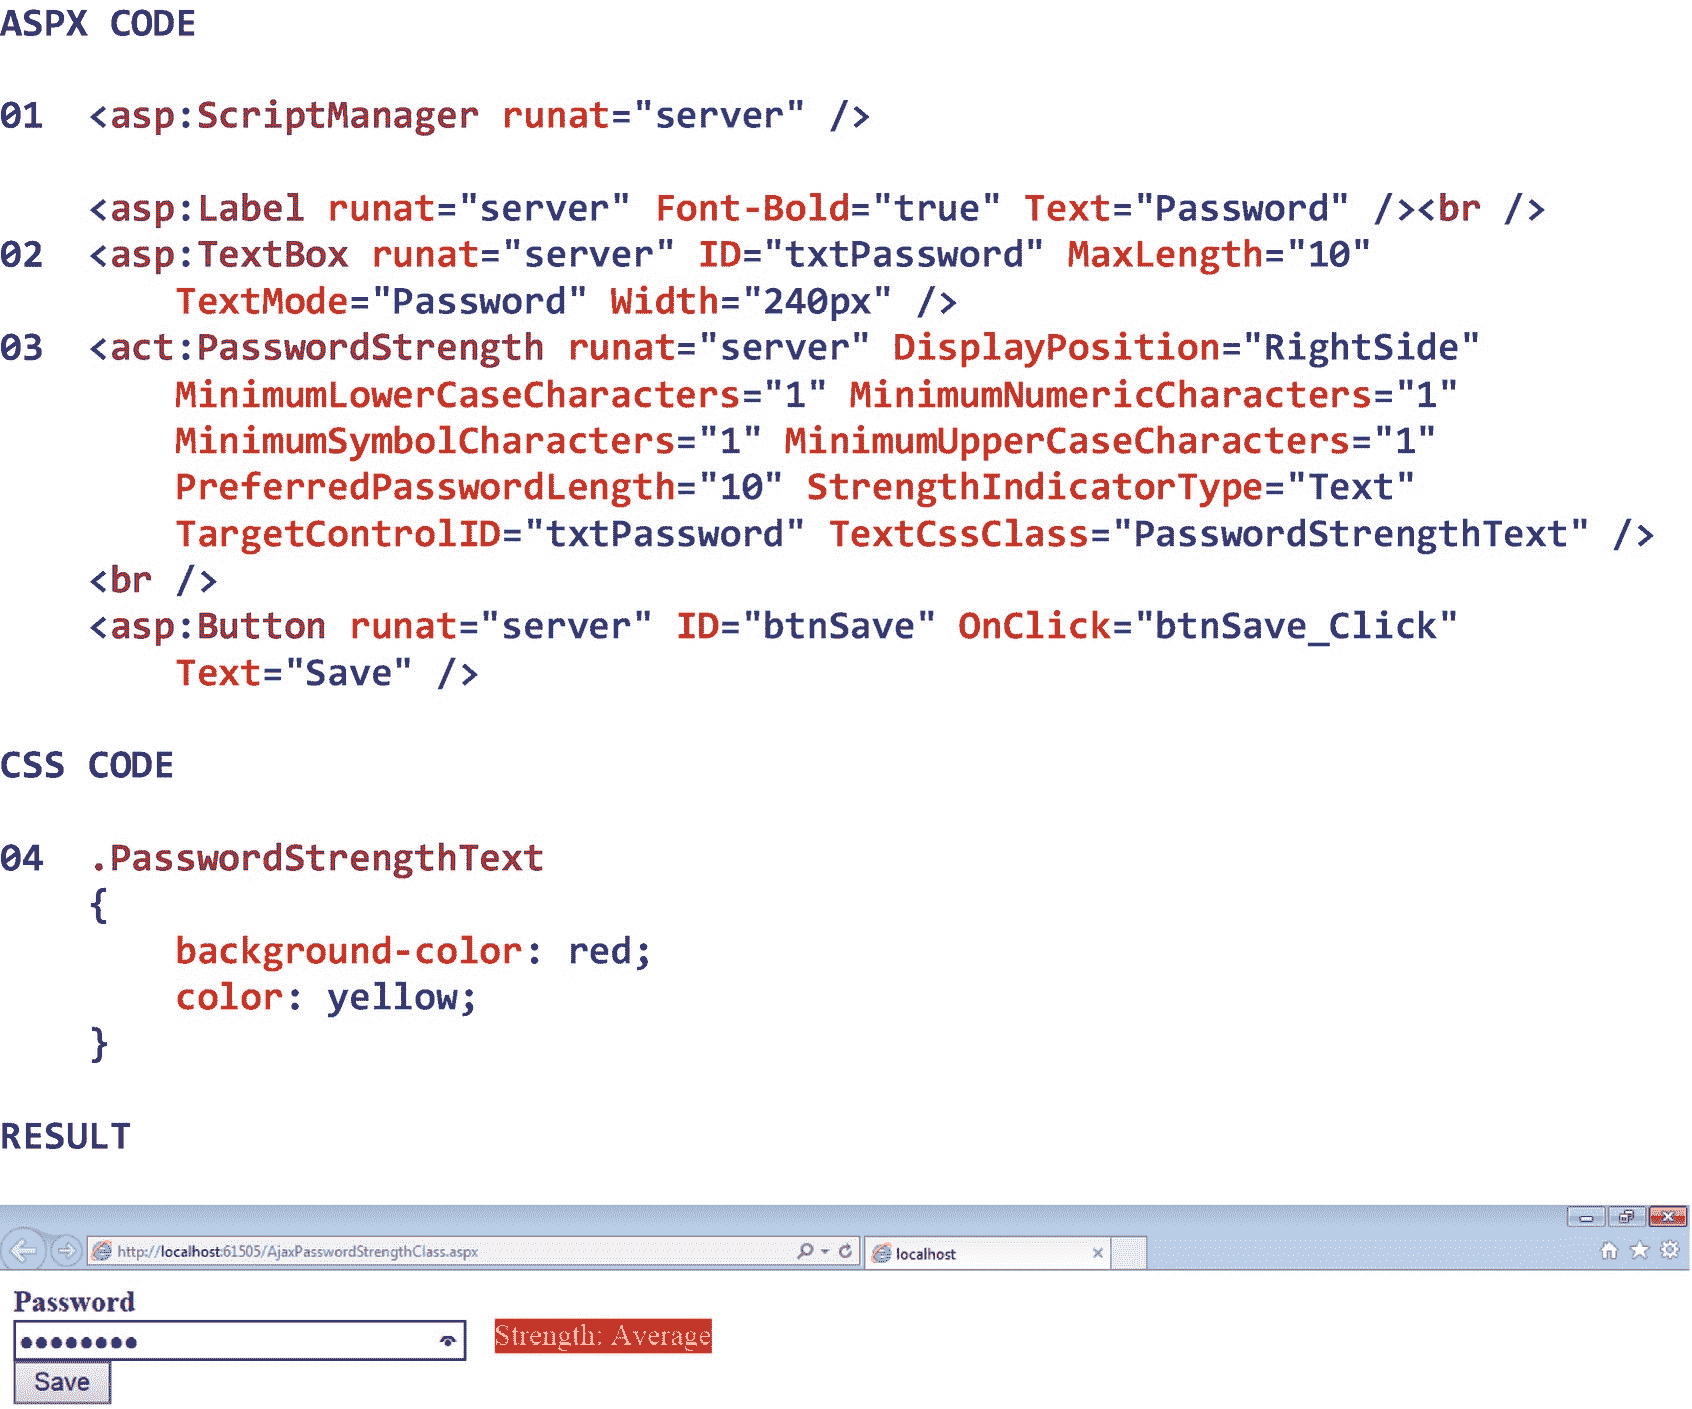 ASPX CODE
01 <asp:ScriptManager runat="server" />
<asp:Label runat="server" Font-Bold="true" Text="Password" /><br />
02 <asp:TextBox runat="server" ID="txtPassword" MaxLength="10"
TextMode="Password" Width="240px" />
03 <act:PasswordStrength runat="server" DisplayPosition="RightSide"
MinimumLowerCaseCharacters="1" MinimumNumericCharacters="1"
MinimumSymbolCharacters="1" MinimumUpperCaseCharacters="1"
PreferredPasswordLength="10" StrengthIndicatorType="Text"
TargetControlID="txtPassword" TextCssClass="PasswordStrengthText" />
<br />
<asp:Button runat="server" ID="btnSave" OnClick="btnSave_Click"
Text="Save" />
CSS CODE
04 .PasswordStrengthText
{
background-color: red;
color: yellow;
}
RESULT
http://localhost:61505/AjaxPasswordStrengthClass.aspx
localhost
Password
Strength: Average
Save